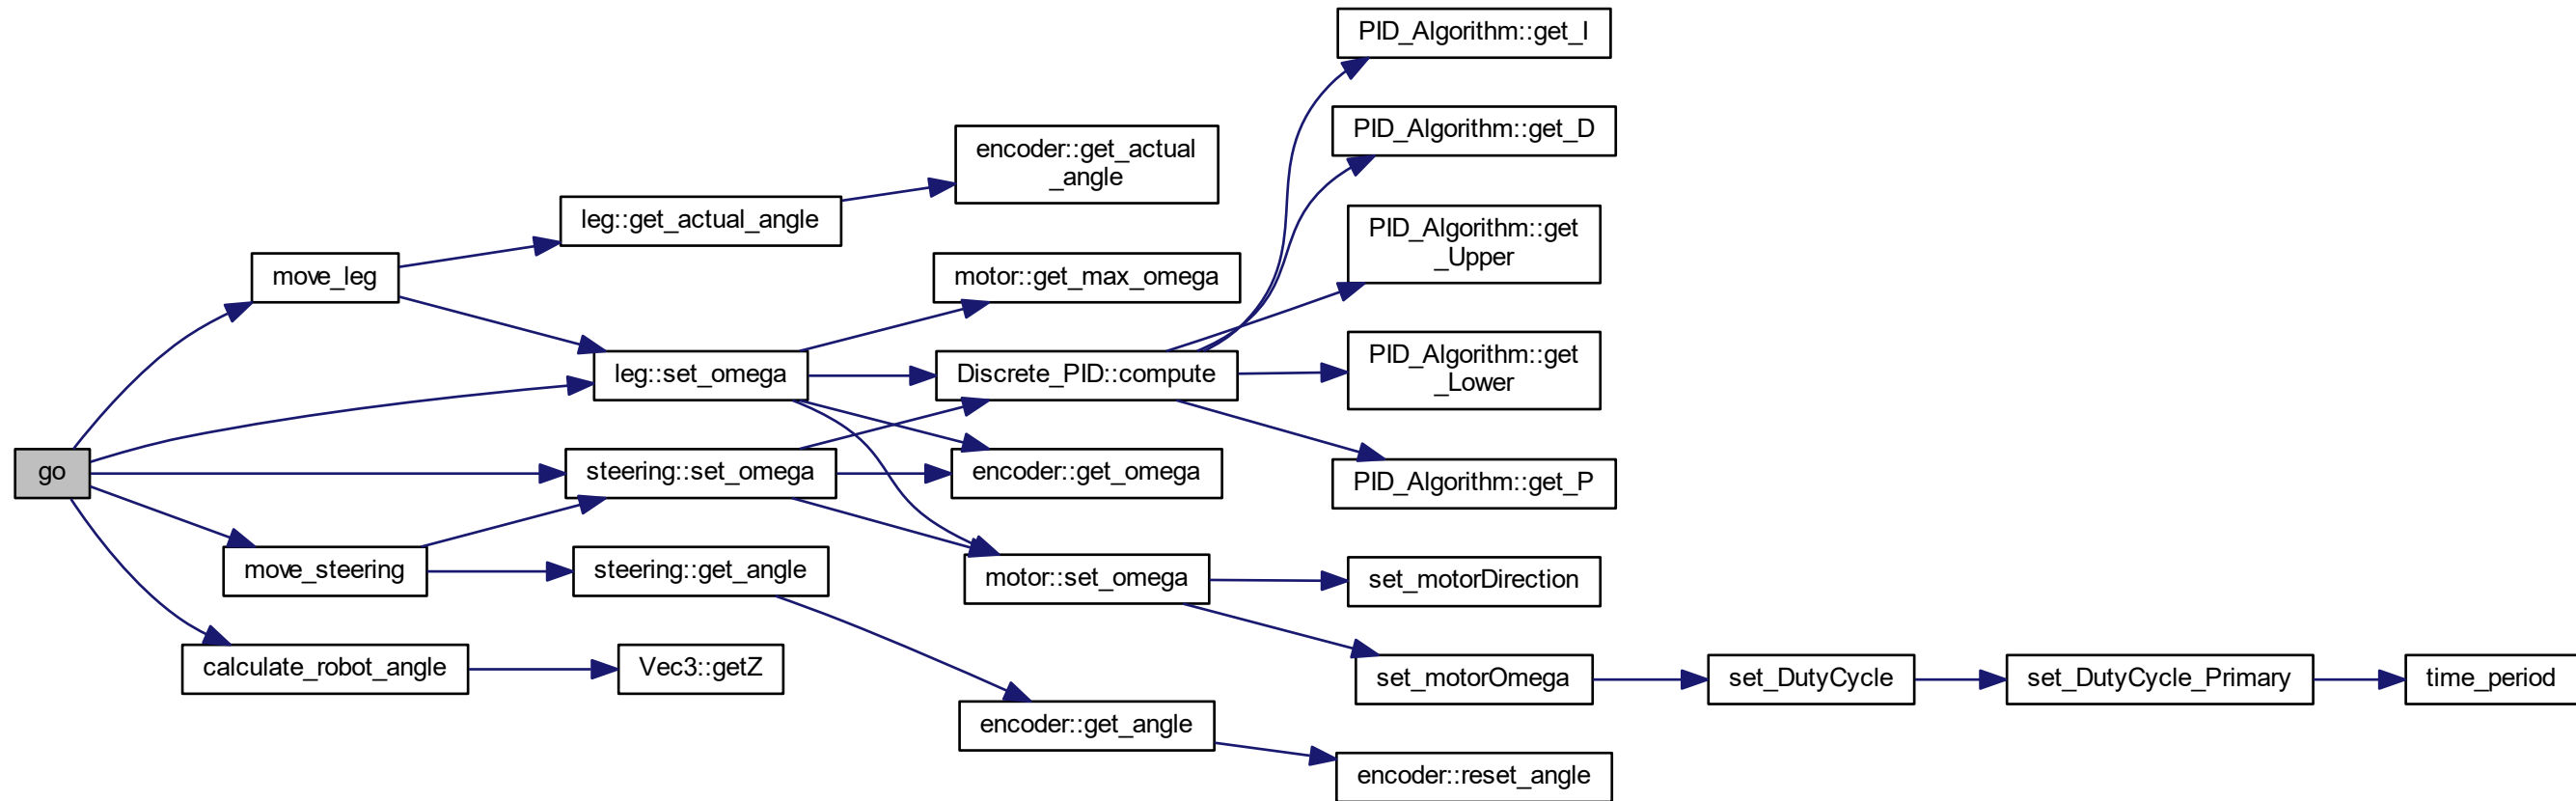 go
move_leg
leg::get_actual_angle
encoder::get_actual
_angle
leg::set_omega
motor::get_max_omega
Discrete_PID::compute
PID_Algorithm::get_I
PID_Algorithm::get_D
PID_Algorithm::get
_Upper
PID_Algorithm::get
_Lower
PID_Algorithm::get_P
steering::set_omega
encoder::get_omega
motor::set_omega
set_motorDirection
set_motorOmega
set_DutyCycle
set_DutyCycle_Primary
time_period
move_steering
steering::get_angle
encoder::get_angle
encoder::reset_angle
calculate_robot_angle
Vec3::getZ